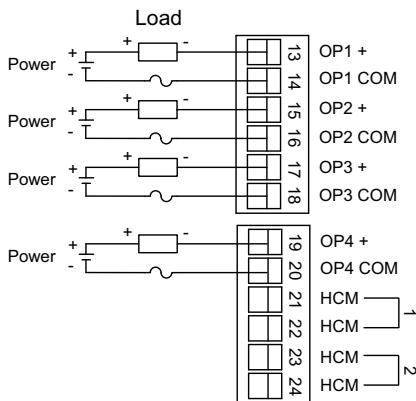 Load
Power + - + - 13 OP1 +
14 OP1 COM
Power + - + - 15 OP2 +
16 OP2 COM
Power + - + - 17 OP3 +
18 OP3 COM
Power + - + - 19 OP4 +
20 OP4 COM
21 HCM
1
22 HCM
23 HCM
2
24 HCM